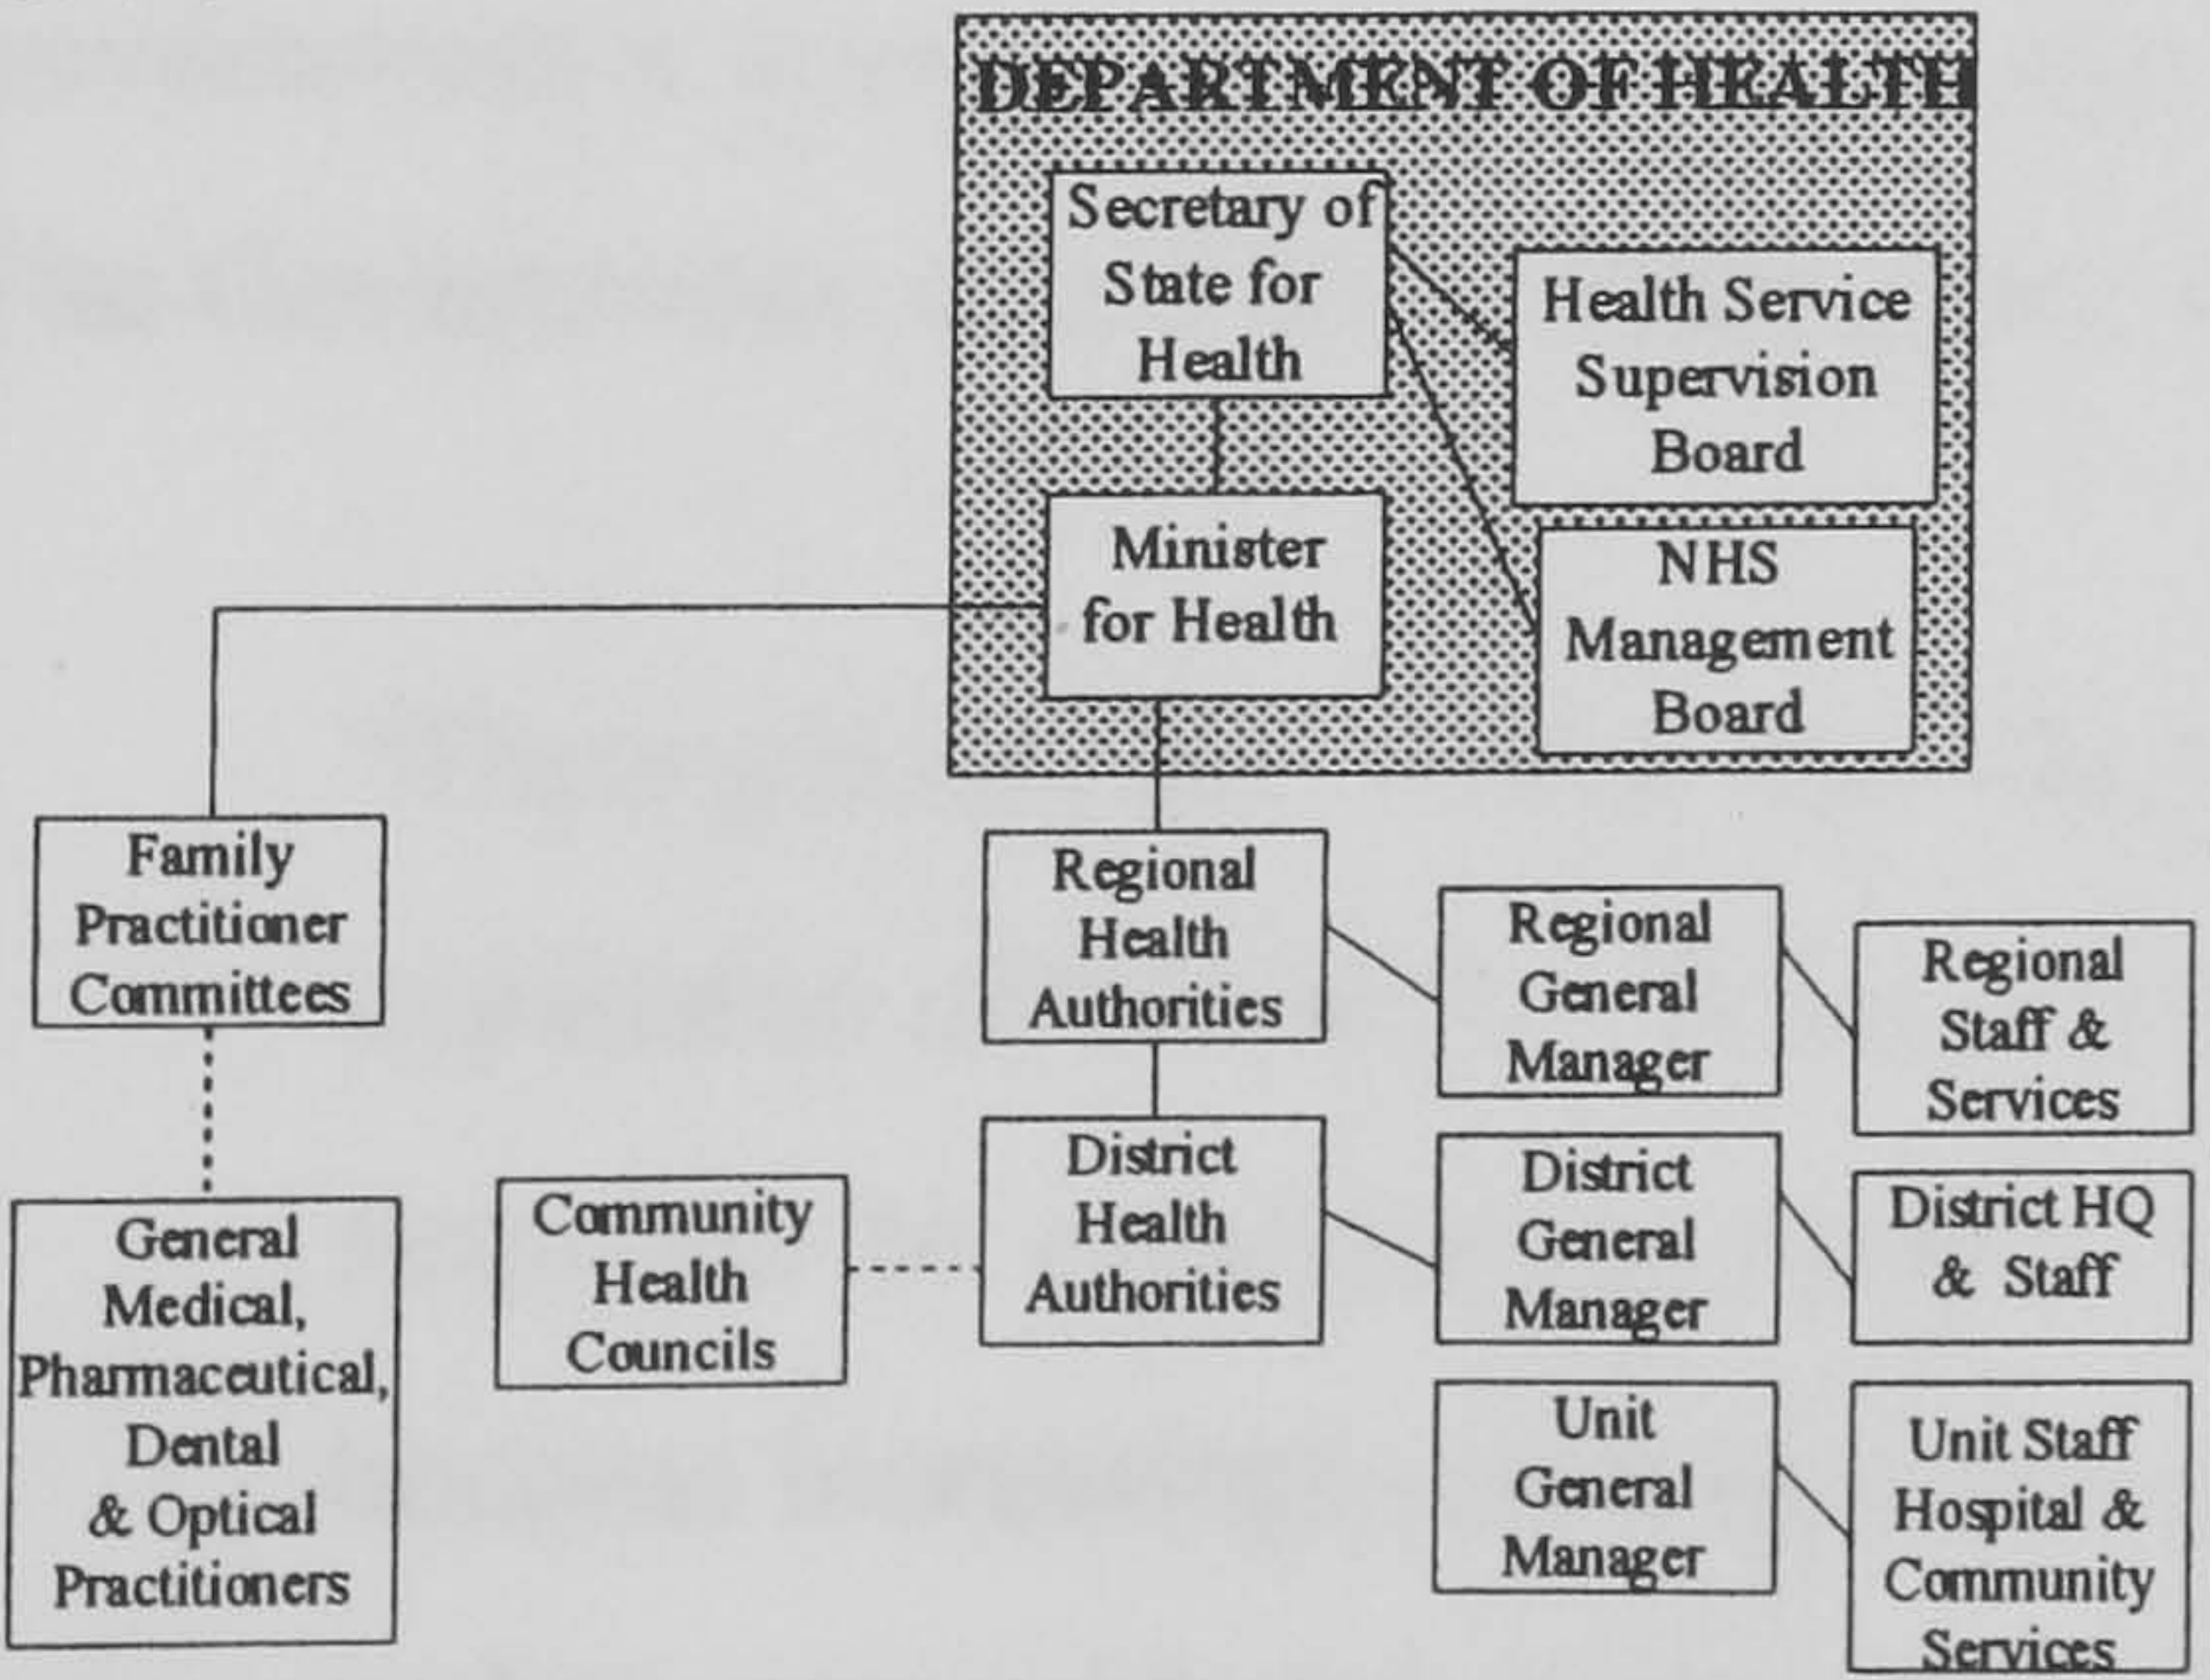 DEPARTMENT OF HEALTH
Secretary of
State for
Health
Health Service
Supervision
Board
Minister
for Health
NHS
Management
Board
Family
Practitioner
Committees
Regional
Health
Authorities
Regional
General
Manager
Regional
Staff &
Services
General
Medical,
Pharmaceutical,
Dental
& Optical
Practitioners
Community
Health
Councils
District
Health
Authorities
District
General
Manager
District HQ
& Staff
Unit
General
Manager
Unit Staff
Hospital &
Community
Services